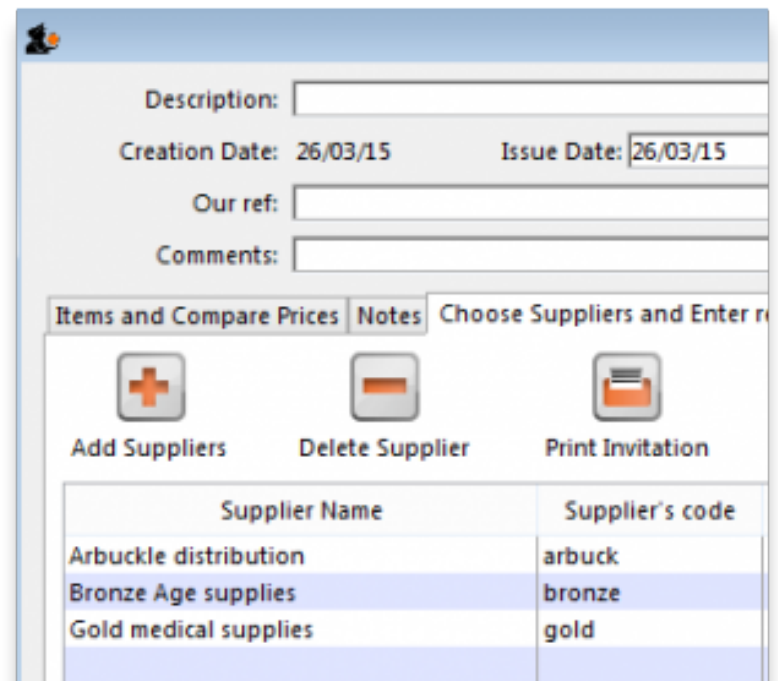 Description:
Creation Date: 26/03/15 Issue Date: 26/03/15
Our ref:
Comments:
Items and Compare Prices Notes Choose Suppliers and Enter
Add Suppliers Delete Supplier Print Invitation
Supplier Name Supplier's code
Arbuckle distribution arbuck
Bronze Age supplies bronze
Gold medical supplies gold